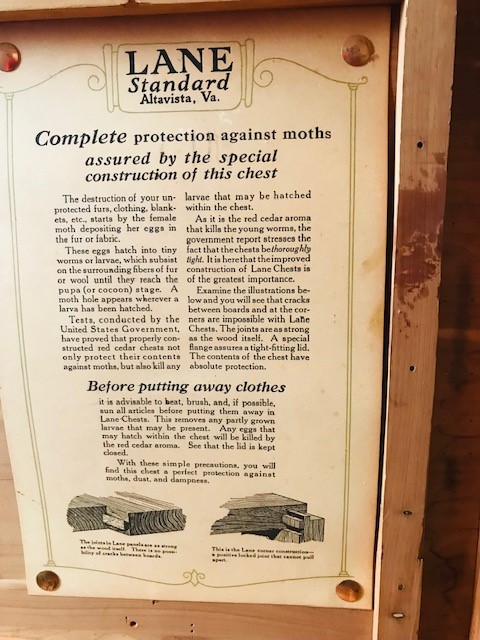 LANE
Standard
Altavista, Va.
Complete protection against moths
assured by the special
construction of this chest
The destruction of your un-
protected furs, clothing, blank-
ets, etc., starts by the female
moth depositing her eggs in
the fur or fabric.
These eggs hatch into tiny
worms or larvae, which subsist
on the surrounding fibers of fur
or wool until they reach the
pupa (or cocoon) stage. A
moth hole appears wherever a
larva has been hatched.
Tests, conducted by the
United States Government,
have proved that properly con-
structed red cedar chests not
only protect their contents
against moths, but also kill any
larvae that may be hatched
within the chest.
As it is the red cedar aroma
that kills the young worms, the
government report stresses the
fact that the chests be thoroughly
tight. It is here that the improved
construction of Lane Chests is
of the greatest importance.
Examine the illustrations be-
low and you will see that cracks
between boards and at the cor-
ners are impossible with Lane
Chests. The joints are as strong
as the wood itself. A special
flange assures a tight-fitting lid.
The contents of the chest have
absolute protection.
Before putting away clothes
it is advisable to beat, brush, and, if possible,
sun all articles before putting them away in
Lane Chests. This removes any partly grown
larvae that may be present. Any eggs that
may hatch within the chest will be killed by
the red cedar aroma. See that the lid is kept
closed.
With these simple precautions, you will
find this chest a perfect protection against
moths, dust, and dampness.
The joints in Lane panels are as strong
as the wood itself. There is no possi-
bility of cracks between boards.
This is the Lane corner construction—
a positive locked joint that cannot pull
apart.